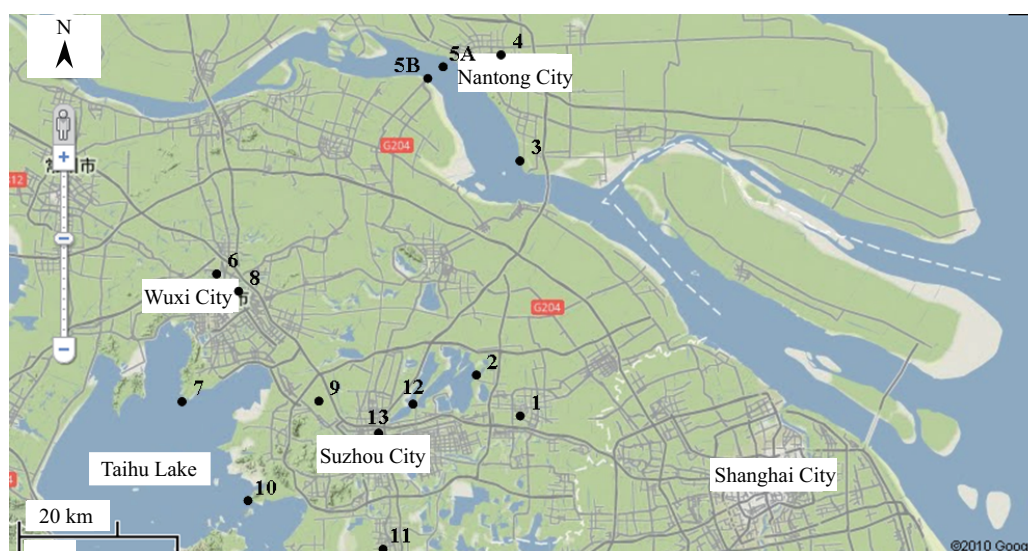 N
4
5A
5B
Nantong City
G204
3
6
8
Wuxi City
市
G204
2
7
9
12
1
13
Suzhou City
Taihu Lake
Shanghai City
10
20 km
11
©2010 Goog